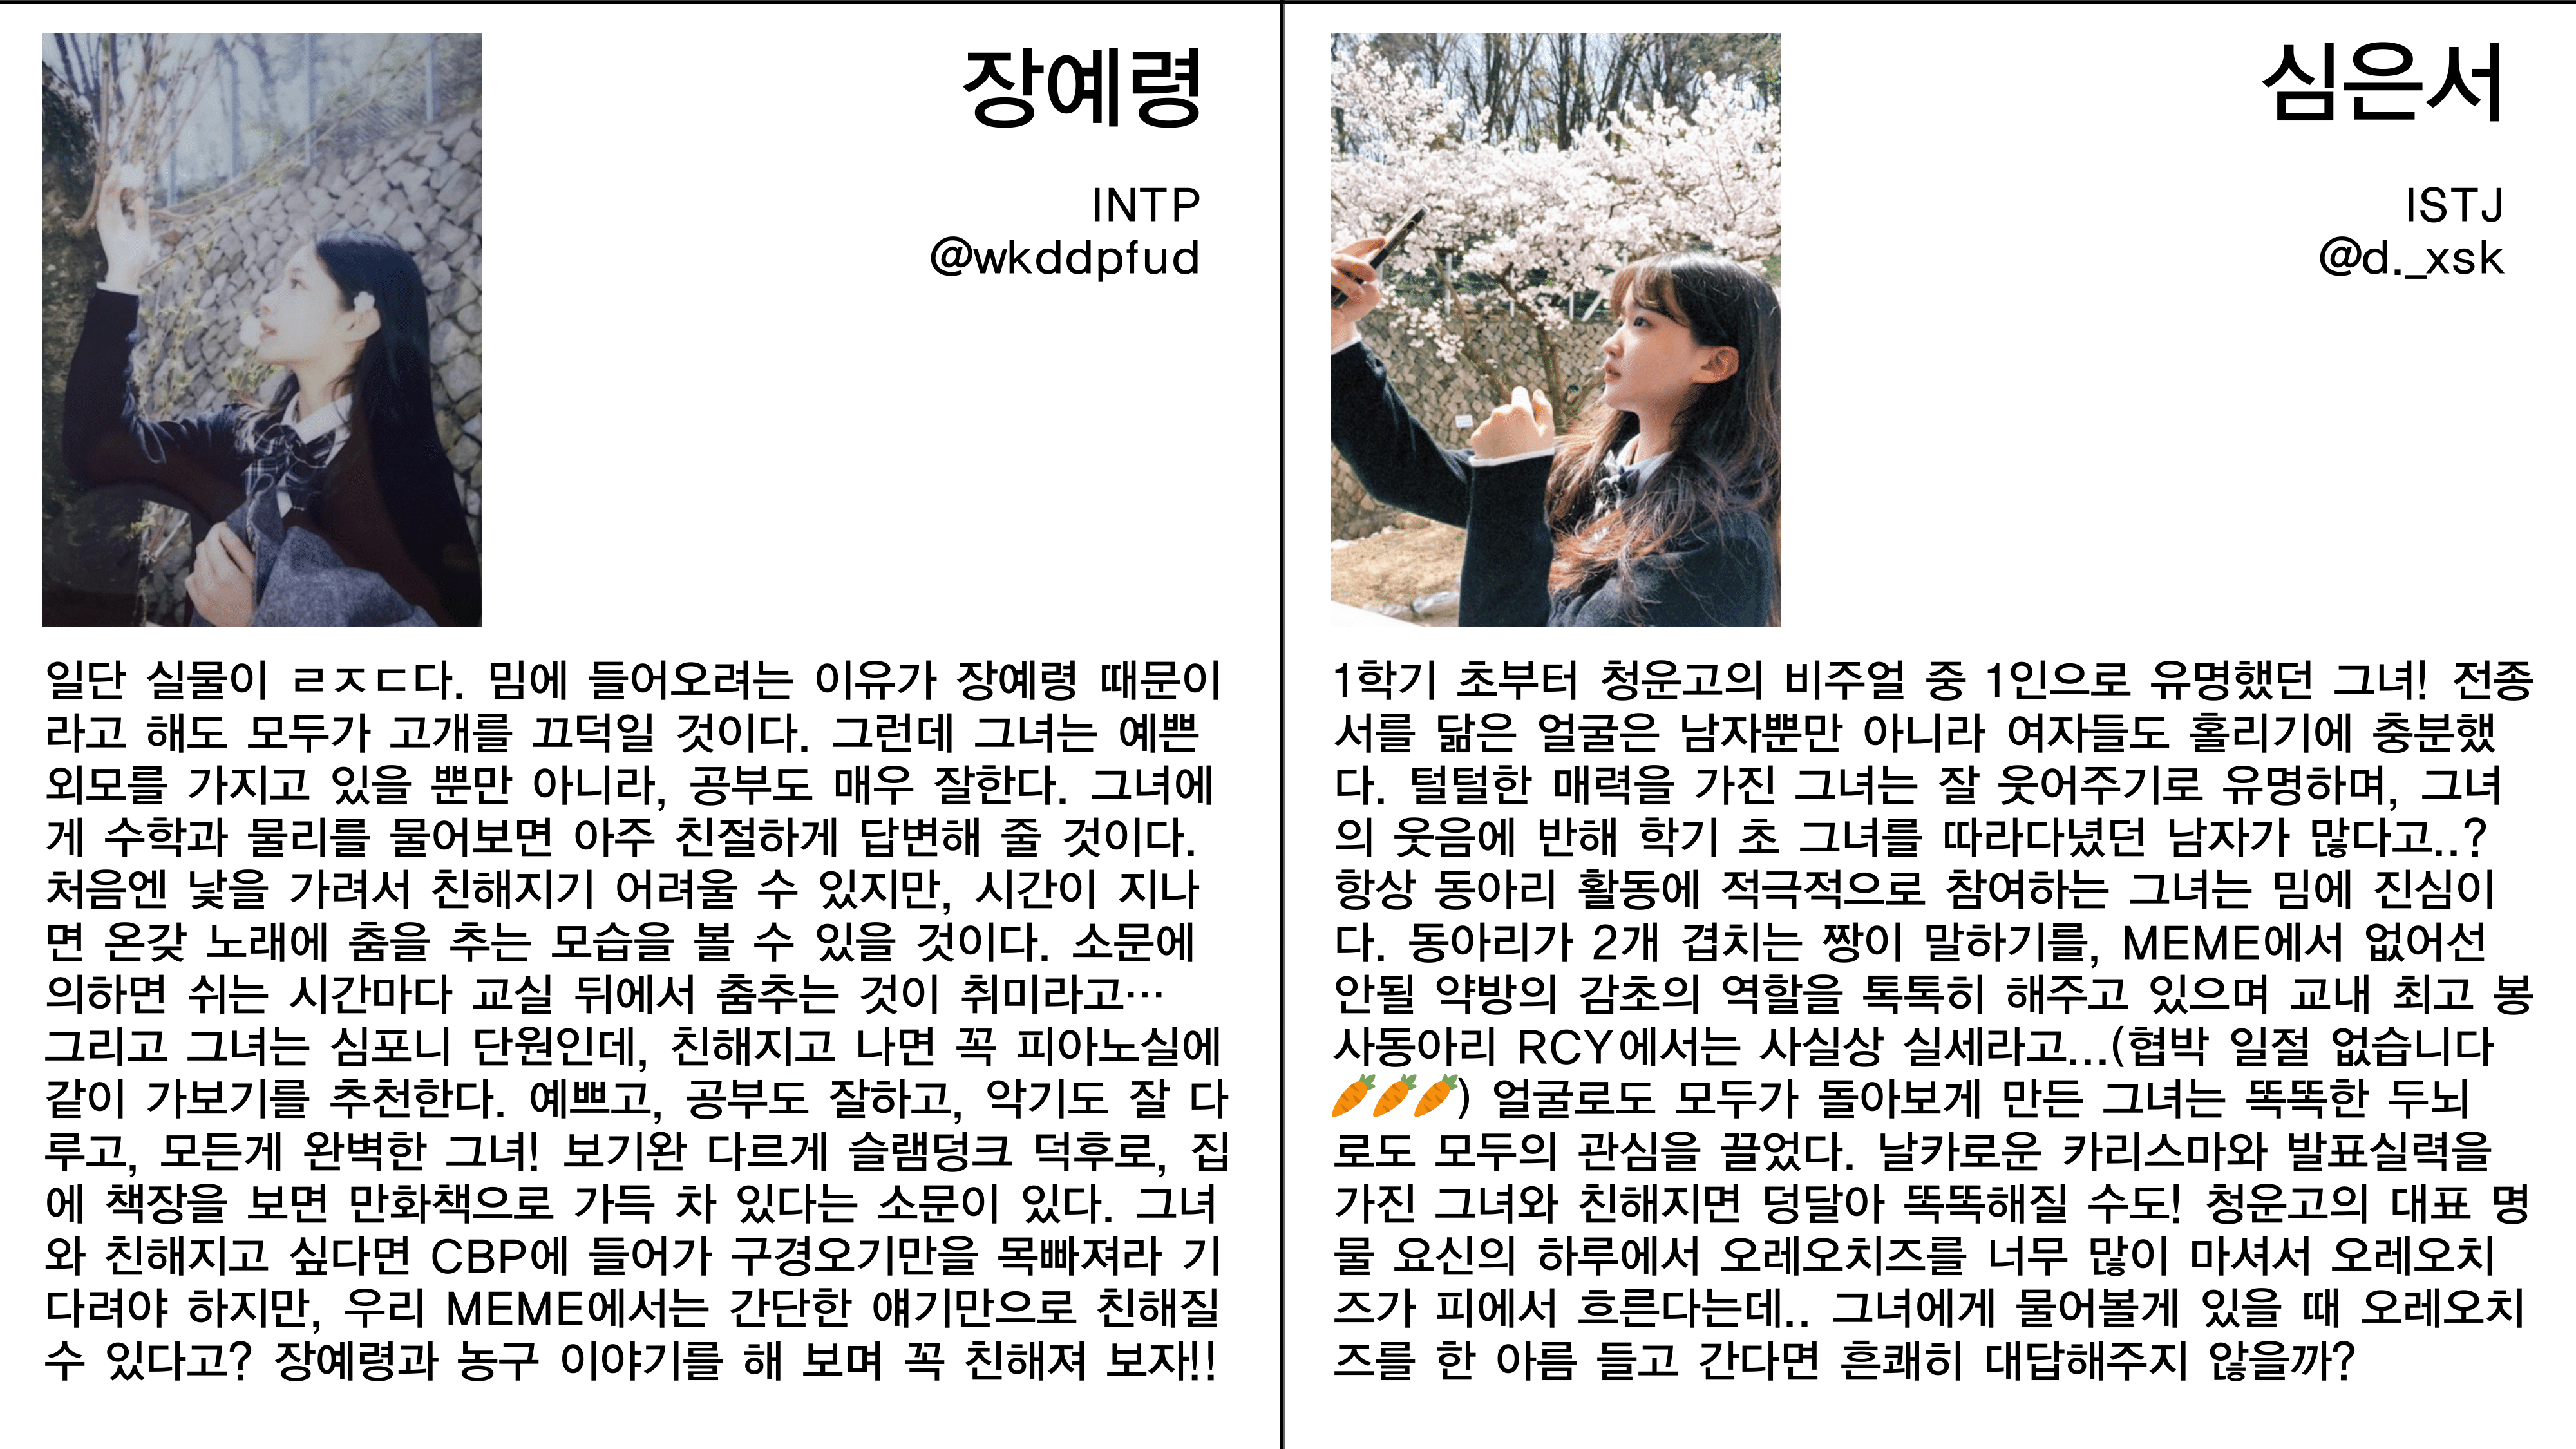 장예령
INTP
@wkddpfud
일단 실물이 ㄹㅈㄷ다. 밈에 들어오려는 이유가 장예령 때문이
라고 해도 모두가 고개를 끄덕일 것이다. 그런데 그녀는 예쁜
외모를 가지고 있을 뿐만 아니라, 공부도 매우 잘한다. 그녀에
게 수학과 물리를 물어보면 아주 친절하게 답변해 줄 것이다.
처음엔 낯을 가려서 친해지기 어려울 수 있지만, 시간이 지나
면 온갖 노래에 춤을 추는 모습을 볼 수 있을 것이다. 소문에
의하면 쉬는 시간마다 교실 뒤에서 춤추는 것이 취미라고…
그리고 그녀는 심포니 단원인데, 친해지고 나면 꼭 피아노실에
같이 가보기를 추천한다. 예쁘고, 공부도 잘하고, 악기도 잘 다
루고, 모든게 완벽한 그녀! 보기완 다르게 슬램덩크 덕후로, 집
에 책장을 보면 만화책으로 가득 차 있다는 소문이 있다. 그녀
와 친해지고 싶다면 CBP에 들어가 구경오기만을 목빠져라 기
다려야 하지만, 우리 MEME에서는 간단한 얘기만으로 친해질
수 있다고? 장예령과 농구 이야기를 해 보며 꼭 친해져 보자!!
심은서
ISTJ
@d._xsk
1학기 초부터 청운고의 비주얼 중 1인으로 유명했던 그녀! 전종
서를 닮은 얼굴은 남자뿐만 아니라 여자들도 홀리기에 충분했
다. 털털한 매력을 가진 그녀는 잘 웃어주기로 유명하며, 그녀
의 웃음에 반해 학기 초 그녀를 따라다녔던 남자가 많다고..?
항상 동아리 활동에 적극적으로 참여하는 그녀는 밈에 진심이
다. 동아리가 2개 겹치는 짱이 말하기를, MEME에서 없어선
안될 약방의 감초의 역할을 톡톡히 해주고 있으며 교내 최고 봉
사동아리 RCY에서는 사실상 실세라고...(협박 일절 없습니다
🥕🥕🥕) 얼굴로도 모두가 돌아보게 만든 그녀는 똑똑한 두뇌
로도 모두의 관심을 끌었다. 날카로운 카리스마와 발표실력을
가진 그녀와 친해지면 덩달아 똑똑해질 수도! 청운고의 대표 명
물 요신의 하루에서 오레오치즈를 너무 많이 마셔서 오레오치
즈가 피에서 흐른다는데.. 그녀에게 물어볼게 있을 때 오레오치
즈를 한 아름 들고 간다면 흔쾌히 대답해주지 않을까?